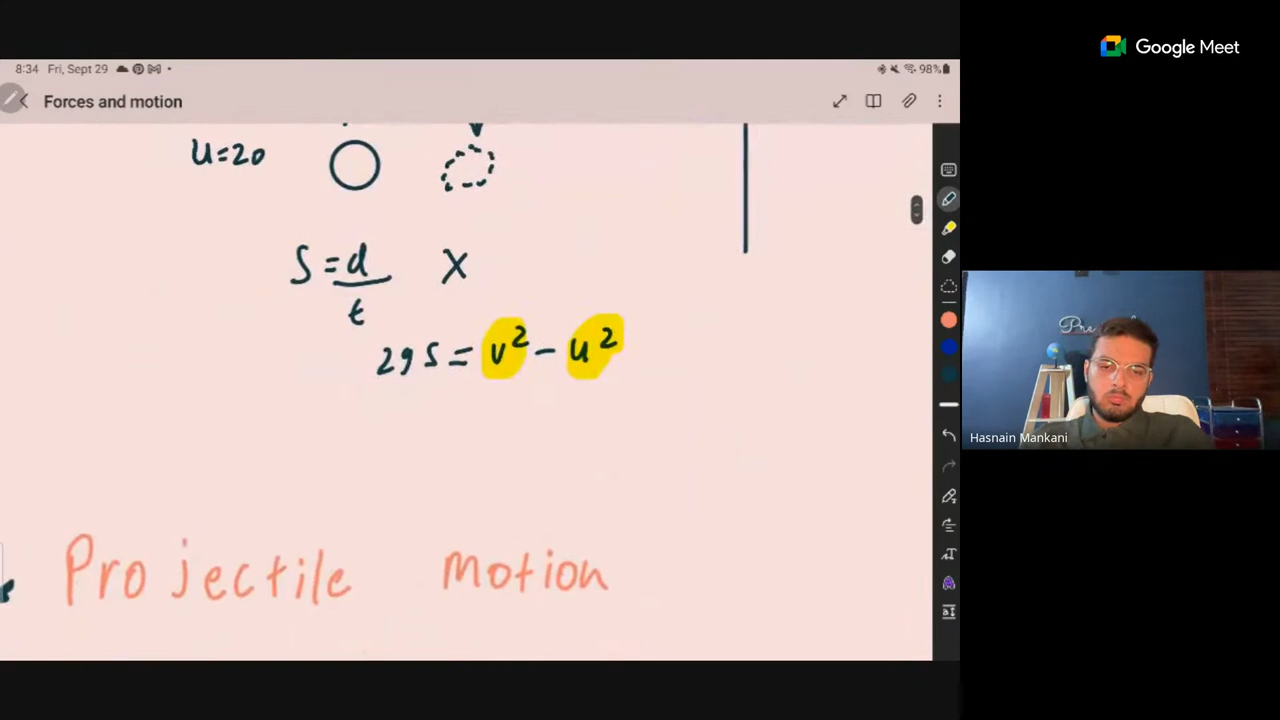 Google Meet
8:34 Fri, Sept 29
98%
Forces and motion
u=20
S=d/t X
2gs = v² - u²
Projectile motion
Hasnain Mankani